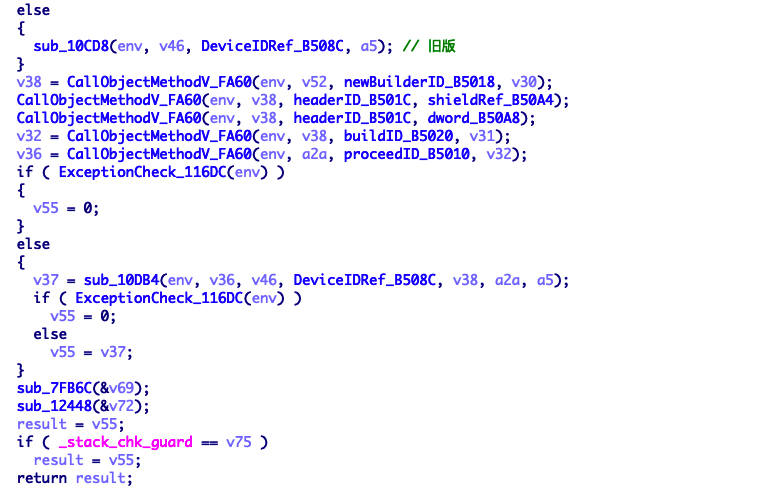 else
{
sub_10CD8(env, v46, DeviceIDRef_B508C, a5); // 旧版
}
v38 = CallObjectMethodV_FA60(env, v52, newBuilderID_B5018, v30);
CallObjectMethodV_FA60(env, v38, headerID_B501C, shieldRef_B50A4);
CallObjectMethodV_FA60(env, v38, headerID_B501C, dword_B50A8);
v32 = CallObjectMethodV_FA60(env, v38, buildID_B5020, v31);
v36 = CallObjectMethodV_FA60(env, a2a, proceedID_B5010, v32);
if ( ExceptionCheck_116DC(env) )
{
v55 = 0;
}
else
{
v37 = sub_10DB4(env, v36, v46, DeviceIDRef_B508C, v38, a2a, a5);
if ( ExceptionCheck_116DC(env) )
v55 = 0;
else
v55 = v37;
}
sub_7FB6C(&v69);
sub_12448(&v72);
result = v55;
if ( _stack_chk_guard == v75 )
result = v55;
return result;